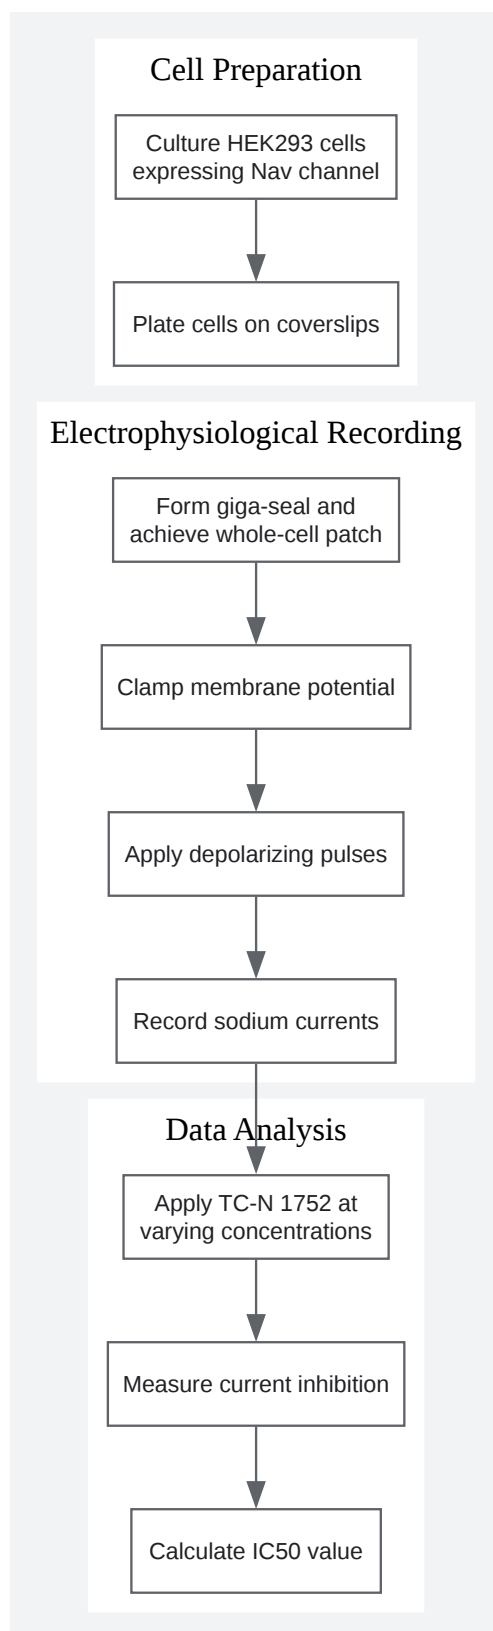 Cell Preparation
Culture HEK293 cells
expressing Nav channel
Plate cells on coverslips
Electrophysiological Recording
Form giga-seal and
achieve whole-cell patch
Clamp membrane potential
Apply depolarizing pulses
Record sodium currents
Data Analysis
Apply TC-N 1752 at
varying concentrations
Measure current inhibition
Calculate IC50 value